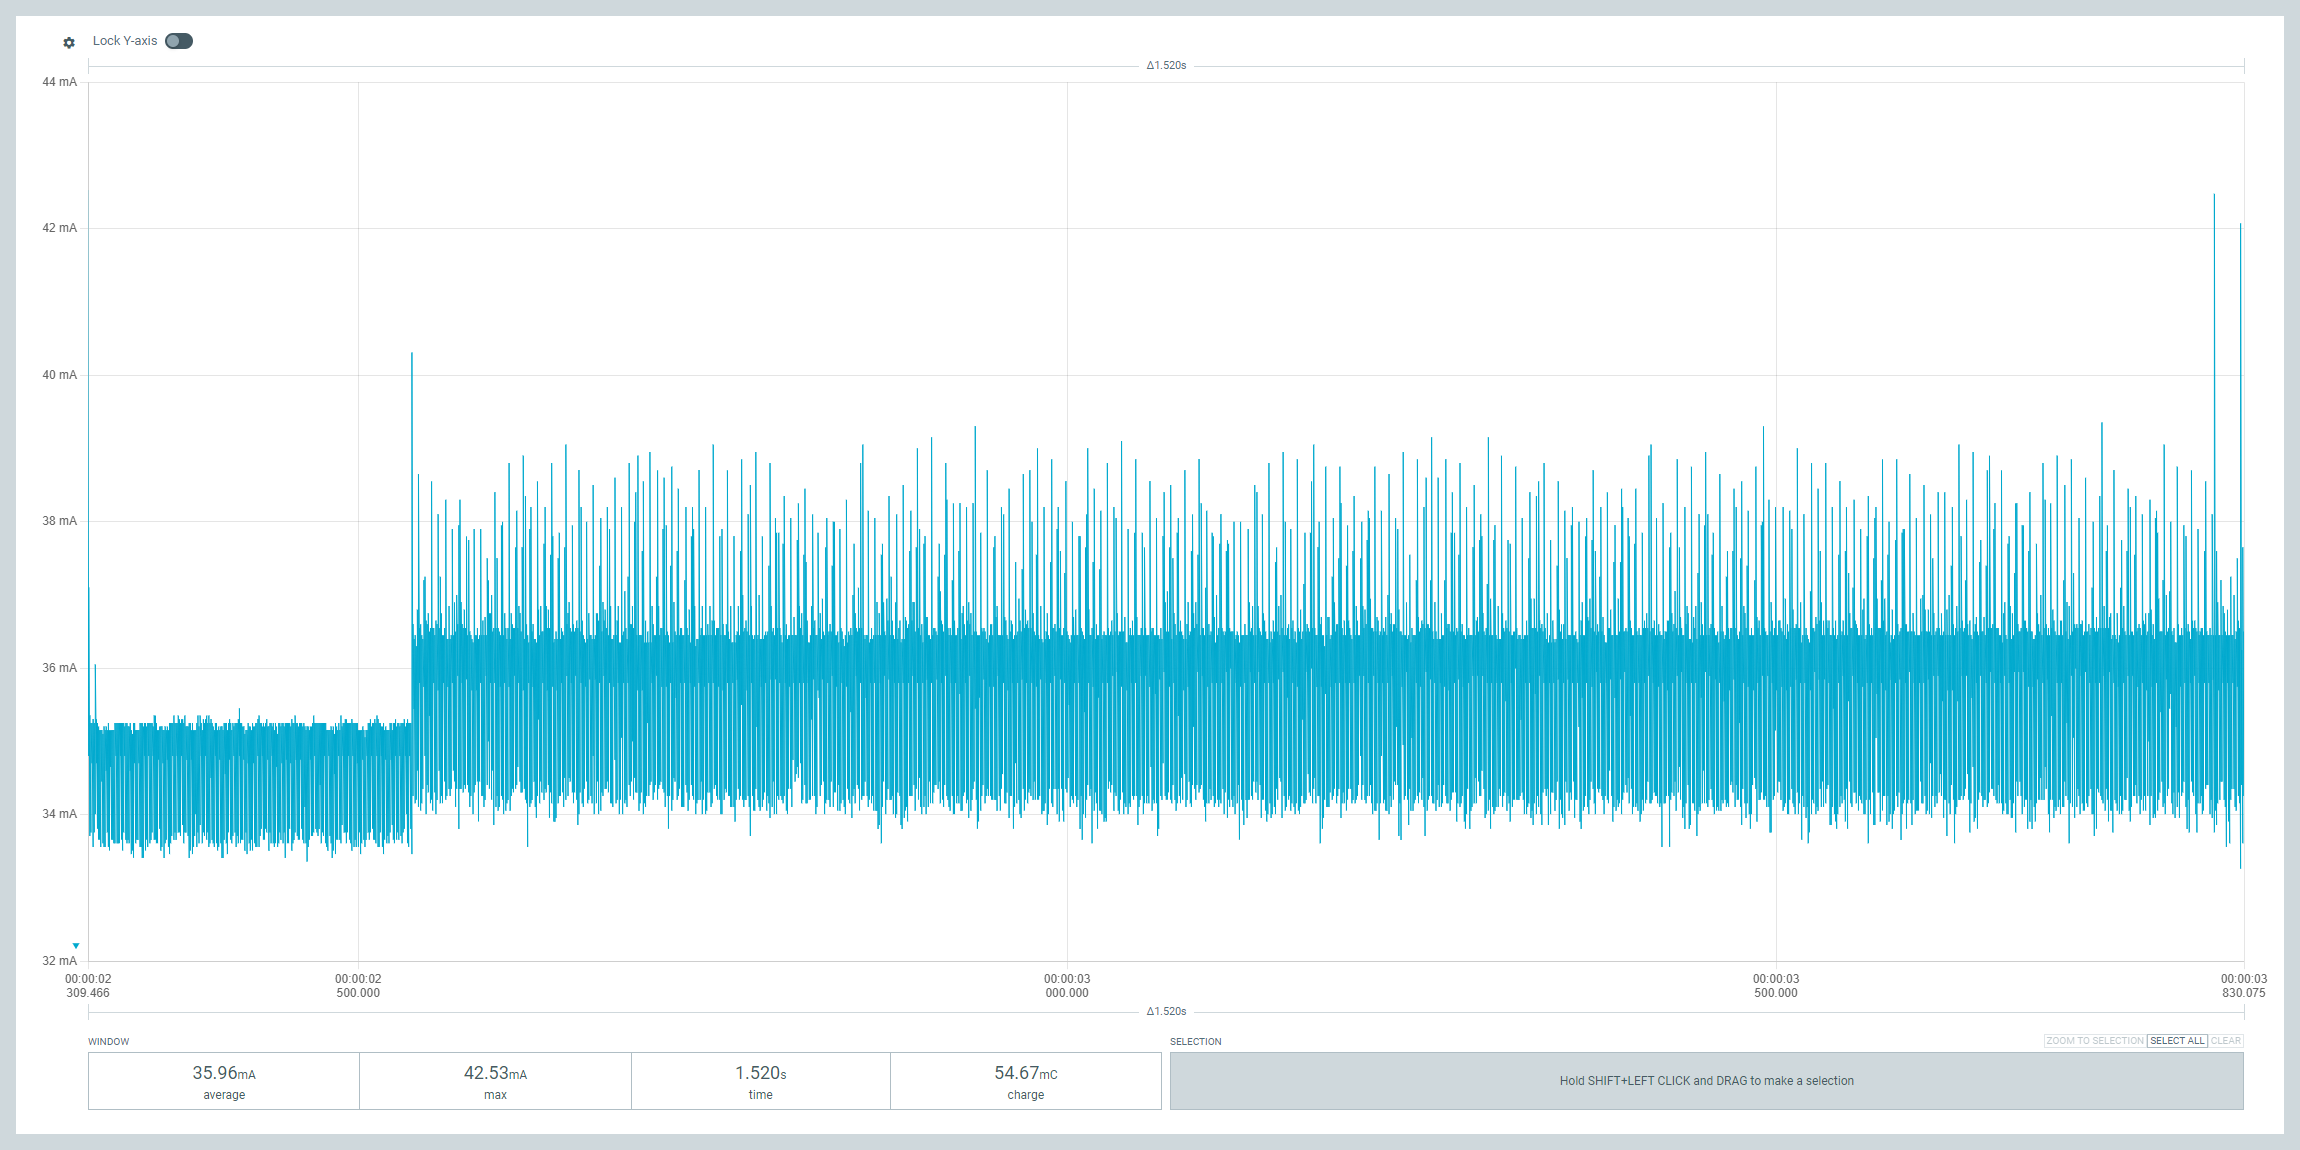 Lock Y-axis
Δ1.520s
44 mA
42 mA
40 mA
38 mA
36 mA
34 mA
32 mA
00:00:02 00:00:02 00:00:03 00:00:03 00:00:03
309.466 500.000 000.000 500.000 830.075
Δ1.520s
WINDOW SELECTION ZOOM TO SELECTION SELECT ALL CLEAR
35.96mA 42.53mA 1.520s 54.67mC
average max time charge
Hold SHIFT+LEFT CLICK and DRAG to make a selection